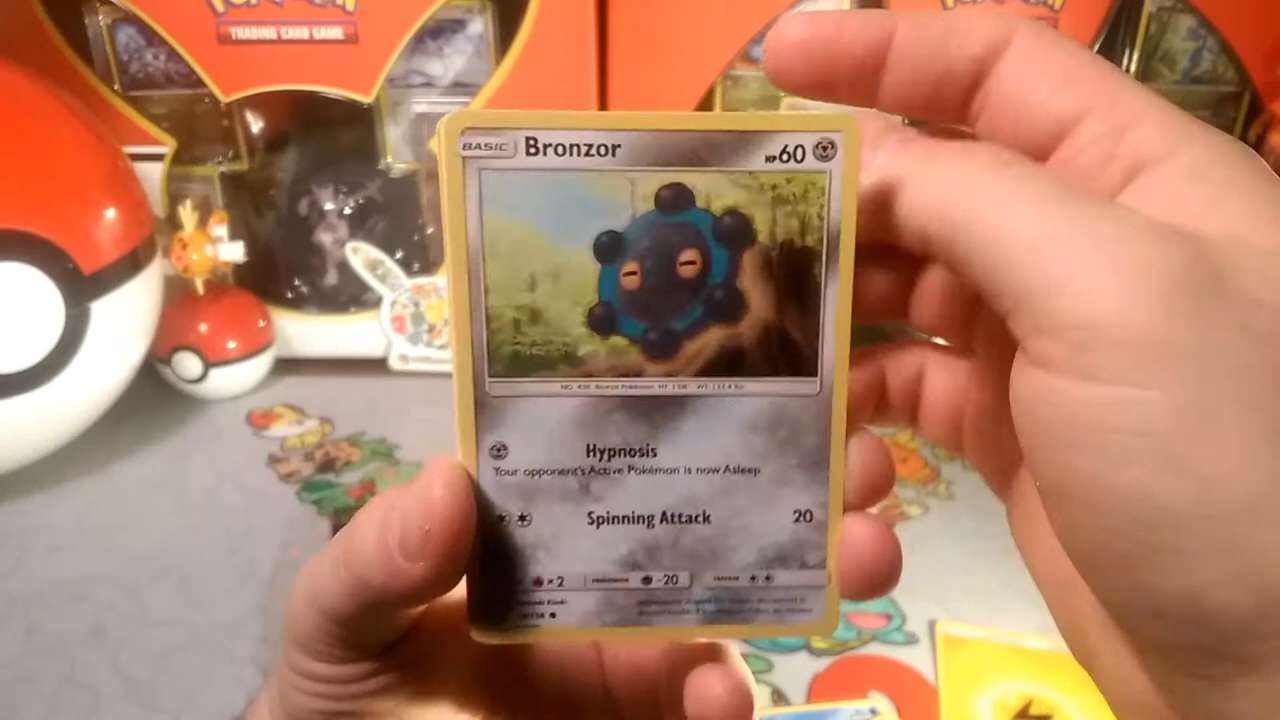 POKéMON
TRADING CARD GAME
BASIC Bronzor HP60
Hypnosis
Your opponent's Active Pokémon is now Asleep.
Spinning Attack 20
×2 -20